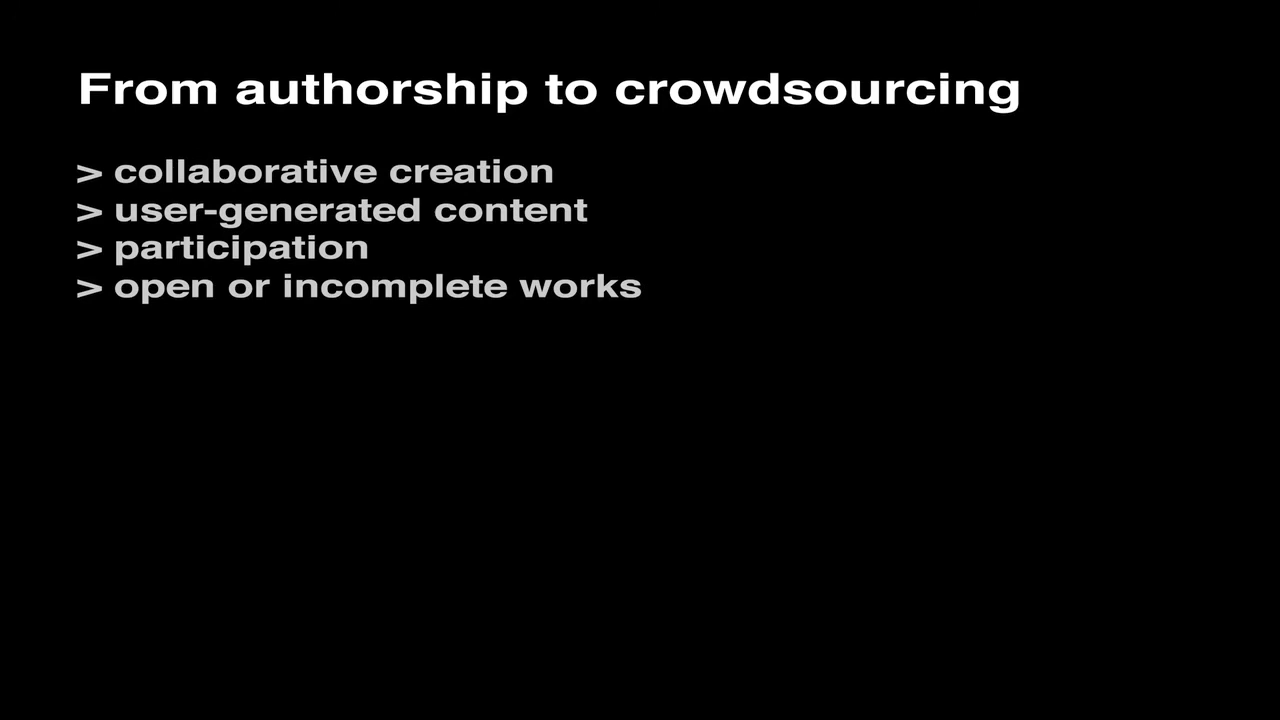 From authorship to crowdsourcing
> collaborative creation
> user-generated content
> participation
> open or incomplete works